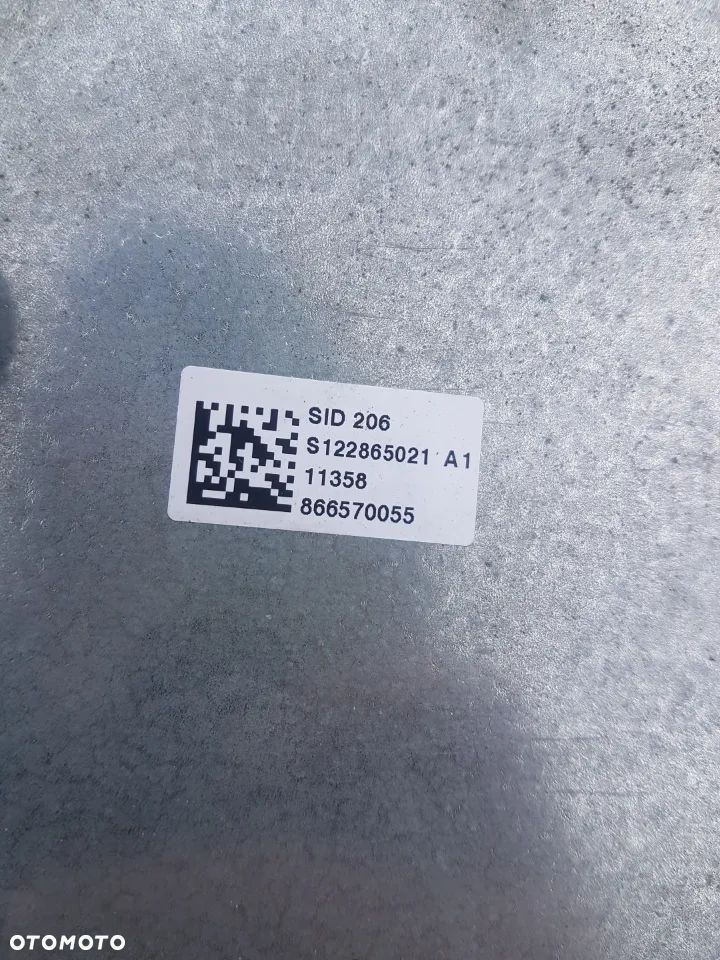 SID 206
S122865021 A1
11358
866570055
OTOMOTO